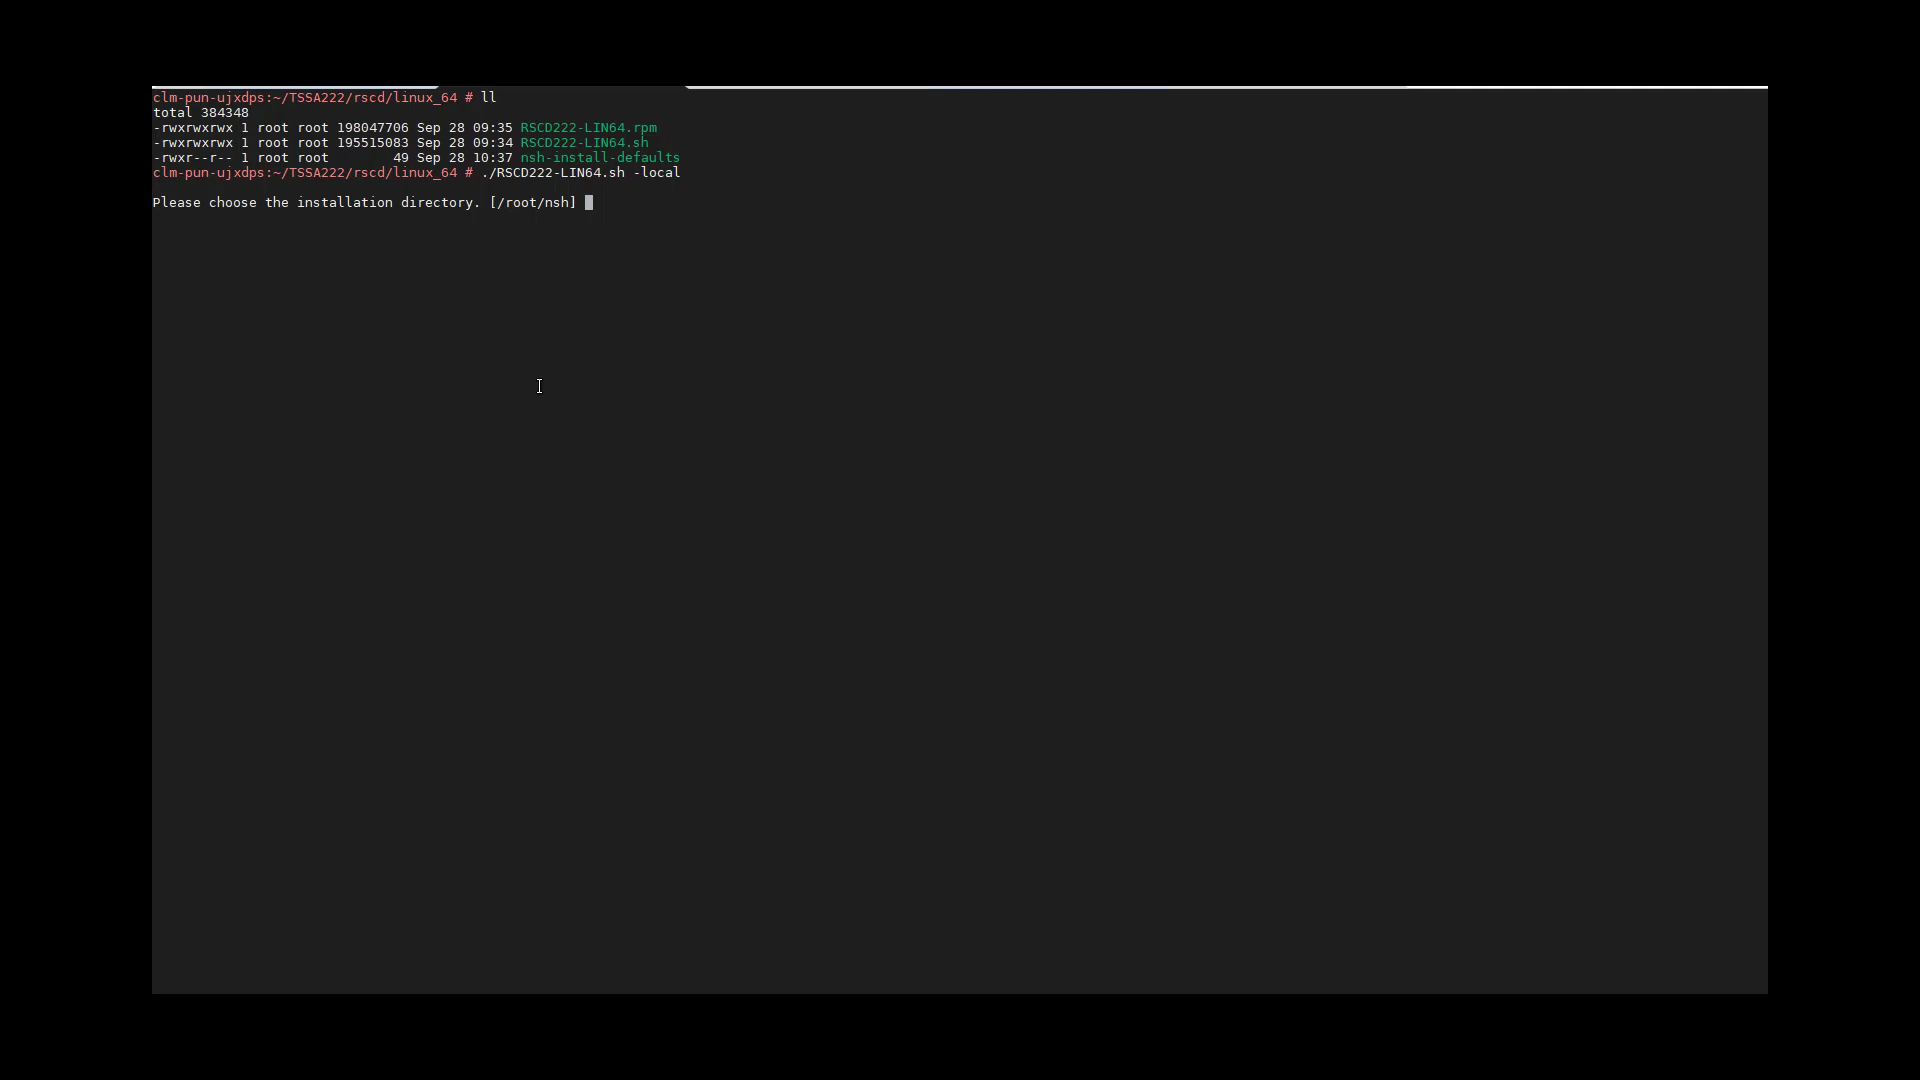 clm-pun-ujxdps:~/TSSA222/rscd/linux_64 # ll
total 384348
-rwxrwxrwx 1 root root 198047706 Sep 28 09:35 RSCD222-LIN64.rpm
-rwxrwxrwx 1 root root 195515083 Sep 28 09:34 RSCD222-LIN64.sh
-rwxr--r-- 1 root root        49 Sep 28 10:37 nsh-install-defaults
clm-pun-ujxdps:~/TSSA222/rscd/linux_64 # ./RSCD222-LIN64.sh -local
Please choose the installation directory. [/root/nsh]